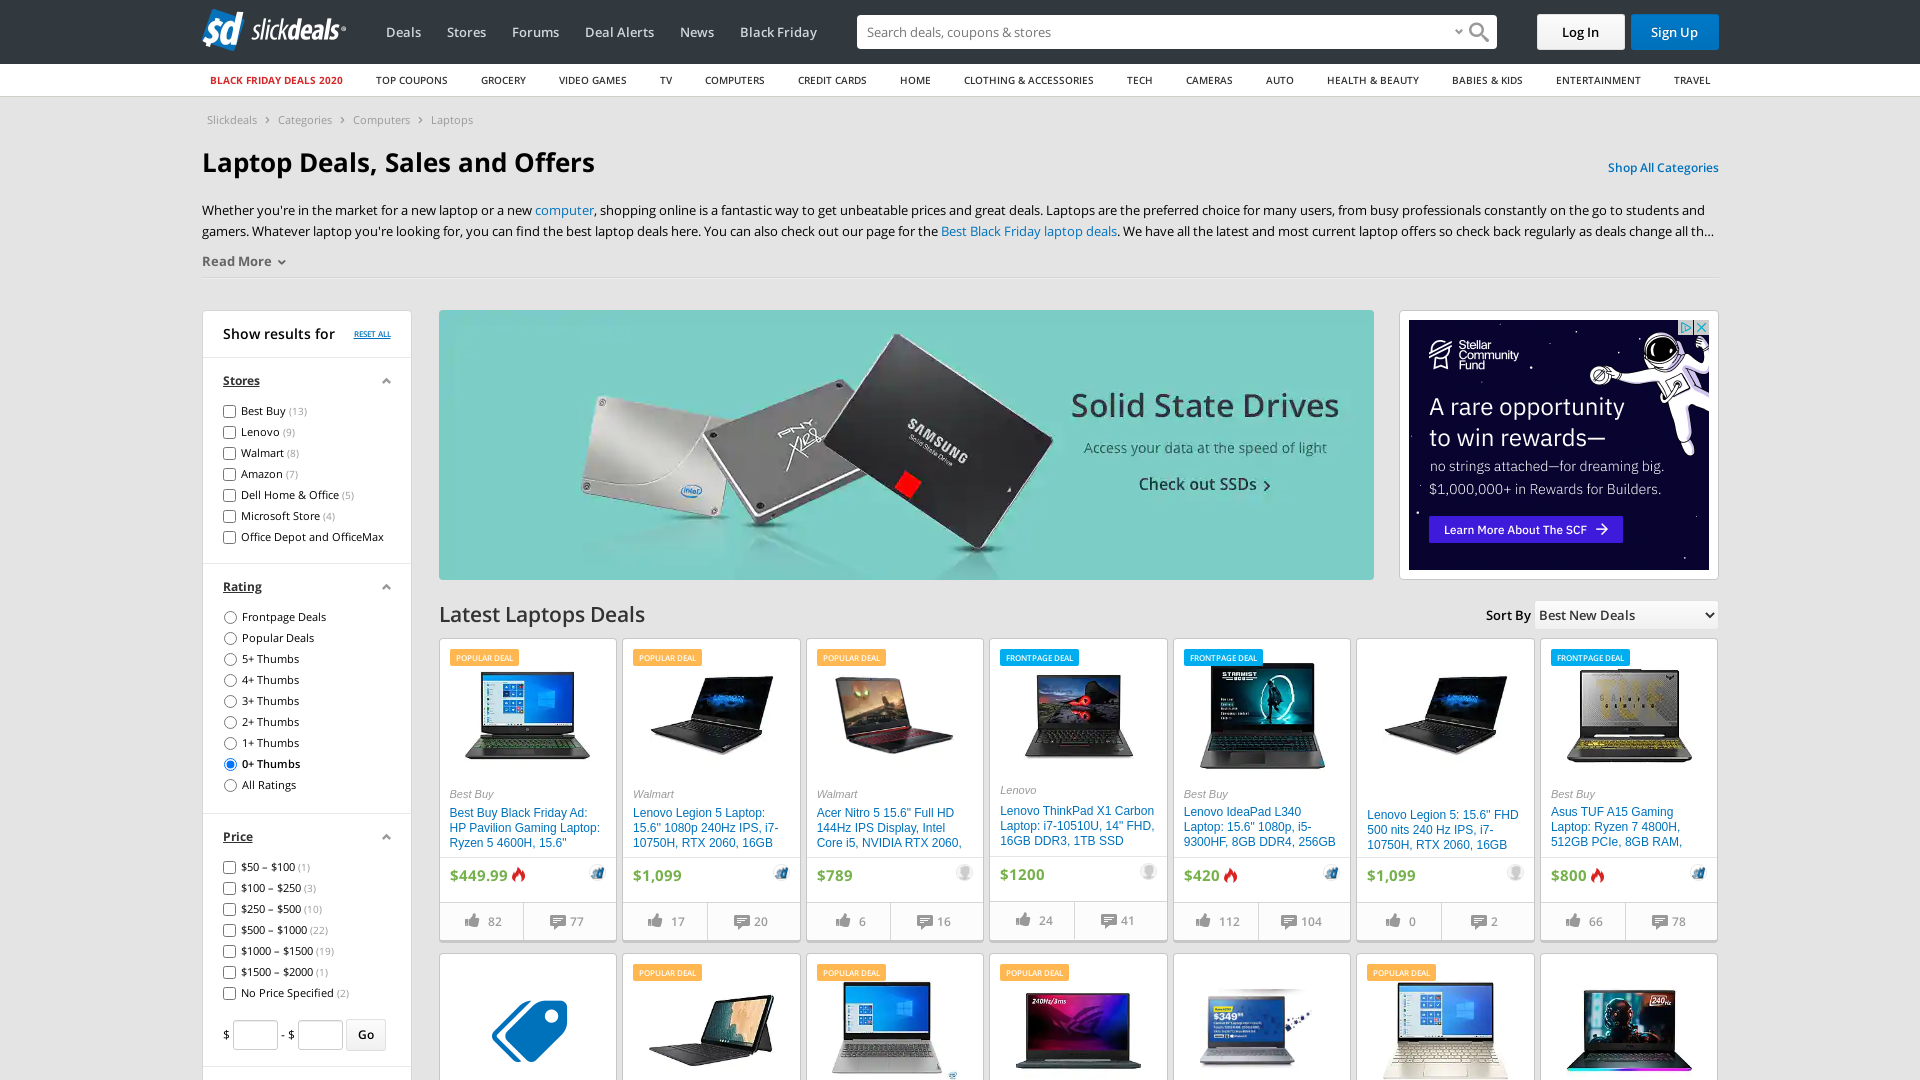 slickdeals
Deals
Stores
Forums
Deal Alerts
News
Black Friday
Search deals, coupons & stores
Log In
Sign Up
BLACK FRIDAY DEALS 2020
TOP COUPONS
GROCERY
VIDEO GAMES
TV
COMPUTERS
CREDIT CARDS
HOME
CLOTHING & ACCESSORIES
TECH
CAMERAS
AUTO
HEALTH & BEAUTY
BABIES & KIDS
ENTERTAINMENT
TRAVEL
Slickdeals > Categories > Computers > Laptops
Laptop Deals, Sales and Offers
Shop All Categories
Whether you're in the market for a new laptop or a new computer, shopping online is a fantastic way to get unbeatable prices and great deals. Laptops are the preferred choice for many users, from busy professionals constantly on the go to students and
gamers. Whatever laptop you're looking for, you can find the best laptop deals here. You can also check out our page for the Best Black Friday laptop deals. We have all the latest and most current laptop offers so check back regularly as deals change all th...
Read More
Show results for
RESET ALL
Stores
Best Buy (13)
Lenovo (9)
Walmart (8)
Amazon (7)
Dell Home & Office (5)
Microsoft Store (4)
Office Depot and OfficeMax
Rating
Frontpage Deals
Popular Deals
5+ Thumbs
4+ Thumbs
3+ Thumbs
2+ Thumbs
1+ Thumbs
0+ Thumbs
All Ratings
Price
$50 – $100 (1)
$100 – $250 (3)
$250 – $500 (10)
$500 – $1000 (22)
$1000 – $1500 (19)
$1500 – $2000 (1)
No Price Specified (2)
$ - $ Go
intel
PNY
XLR8
SAMSUNG
Solid State Drive
Solid State Drives
Access your data at the speed of light
Check out SSDs >
Stellar
Community
Fund
A rare opportunity
to win rewards—
no strings attached—for dreaming big.
$1,000,000+ in Rewards for Builders.
Learn More About The SCF →
Latest Laptops Deals
Sort By Best New Deals
POPULAR DEAL
Best Buy
Best Buy Black Friday Ad:
HP Pavilion Gaming Laptop:
Ryzen 5 4600H, 15.6"
$449.99
82
77
POPULAR DEAL
Walmart
Lenovo Legion 5 Laptop:
15.6" 1080p 240Hz IPS, i7-
10750H, RTX 2060, 16GB
$1,099
17
20
POPULAR DEAL
Walmart
Acer Nitro 5 15.6" Full HD
144Hz IPS Display, Intel
Core i5, NVIDIA RTX 2060,
$789
6
16
FRONTPAGE DEAL
Lenovo
Lenovo ThinkPad X1 Carbon
Laptop: i7-10510U, 14" FHD,
16GB DDR3, 1TB SSD
$1200
24
41
FRONTPAGE DEAL
Best Buy
Lenovo IdeaPad L340
Laptop: 15.6" 1080p, i5-
9300HF, 8GB DDR4, 256GB
$420
112
104
Lenovo Legion 5: 15.6" FHD
500 nits 240 Hz IPS, i7-
10750H, RTX 2060, 16GB
$1,099
0
2
FRONTPAGE DEAL
GAMING
Best Buy
Asus TUF A15 Gaming
Laptop: Ryzen 7 4800H,
512GB PCIe, 8GB RAM,
$800
66
78
POPULAR DEAL
POPULAR DEAL
POPULAR DEAL
240Hz/3ms
$349
POPULAR DEAL
240Hz